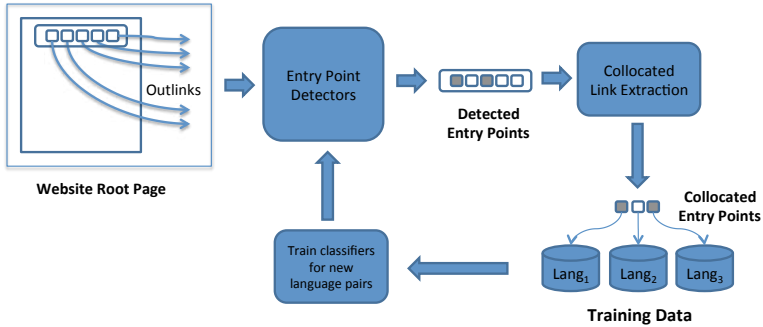 Outlinks
Website Root Page
Entry Point
Detectors
Detected
Entry Points
Collocated
Link Extraction
Collocated
Entry Points
Lang1
Lang2
Lang3
Training Data
Train classifiers
for new
language pairs